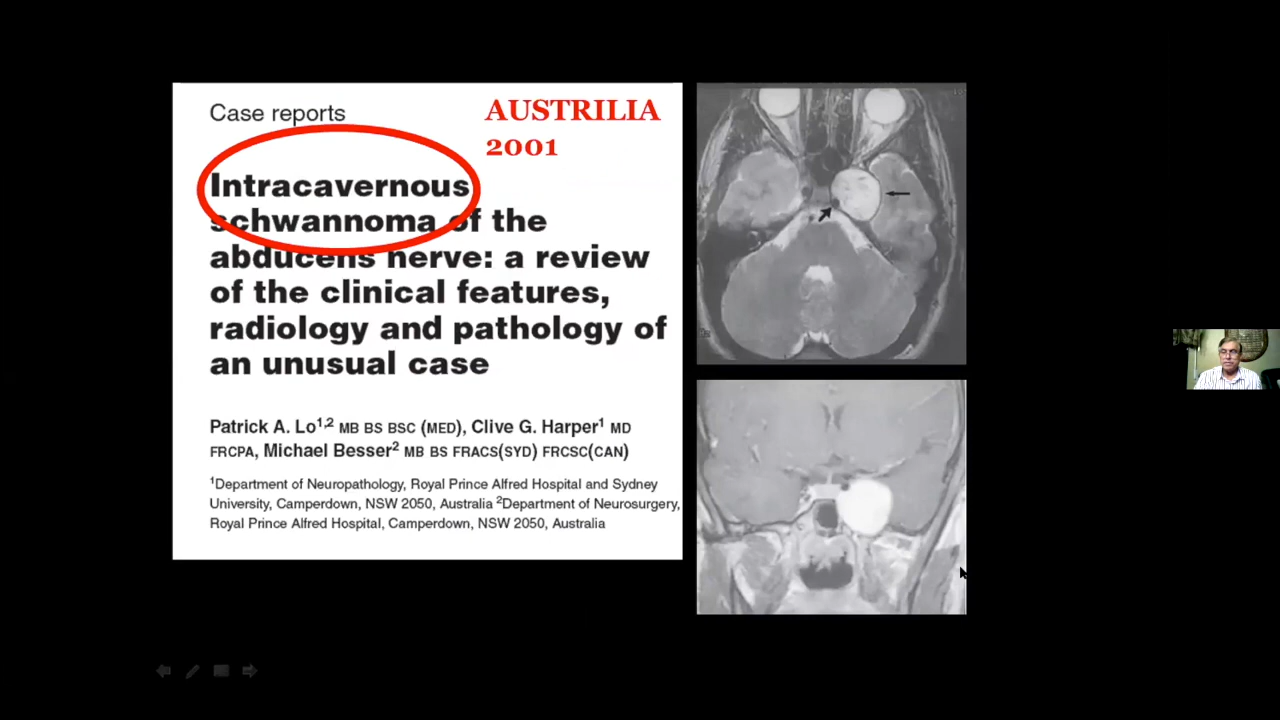 Case reports
AUSTRILIA
2001
Intracavernous
schwannoma of the
abducens nerve: a review
of the clinical features,
radiology and pathology of
an unusual case
Patrick A. Lo1,2 MB BS BSC (MED), Clive G. Harper1 MD
FRCPA, Michael Besser2 MB BS FRACS(SYD) FRCSC(CAN)
1Department of Neuropathology, Royal Prince Alfred Hospital and Sydney
University, Camperdown, NSW 2050, Australia 2Department of Neurosurgery,
Royal Prince Alfred Hospital, Camperdown, NSW 2050, Australia